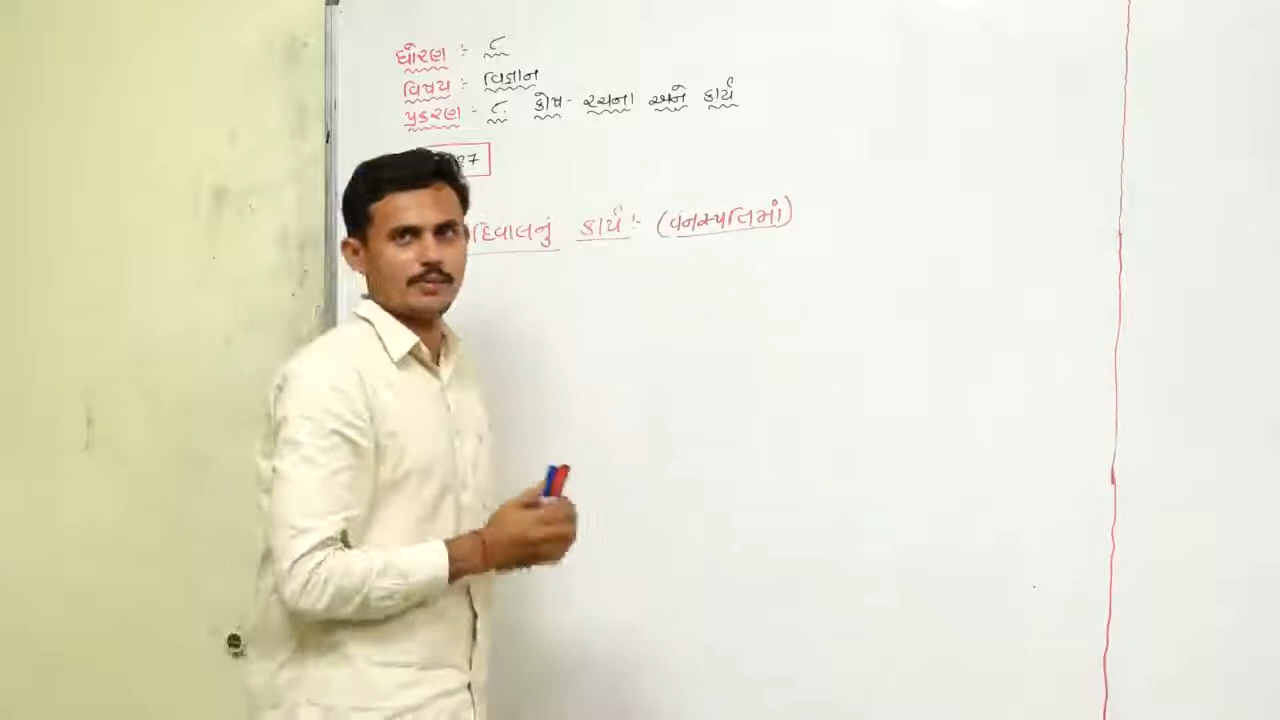 ધોરણ :- ૮
વિષય :- વિજ્ઞાન
પ્રકરણ :- ૮. કોષ - રચના અને કાર્ય
દિવાલનું કાર્ય :- (વનસ્પતિમાં)